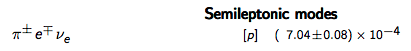 Semileptonic modes
π± e∓ νₑ [p] ( 7.04±0.08) × 10⁻⁴